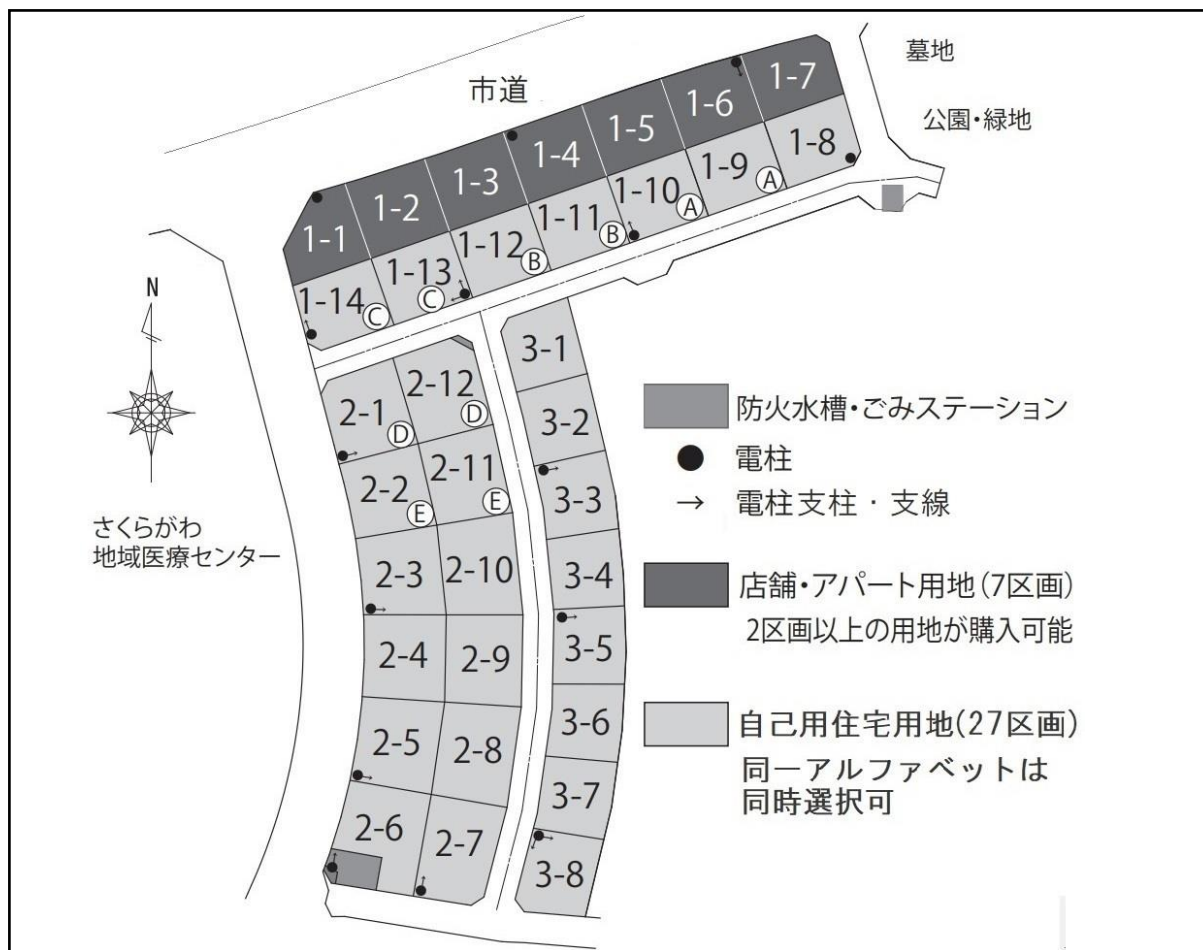 市道
墓地
公園・緑地
1-1
1-2
1-3
1-4
1-5
1-6
1-7
1-8
1-9
A
1-10
A
1-11
B
1-12
B
1-13
C
1-14
C
N
さくらがわ
地域医療センター
2-1
D
2-12
D
2-2
E
2-11
E
2-3
2-10
2-4
2-9
2-5
2-8
2-6
2-7
3-1
3-2
3-3
3-4
3-5
3-6
3-7
3-8
防火水槽・ごみステーション
電柱
→ 電柱支柱・支線
店舗・アパート用地(7区画)
2区画以上の用地が購入可能
自己用住宅用地(27区画)
同一アルファベットは
同時選択可